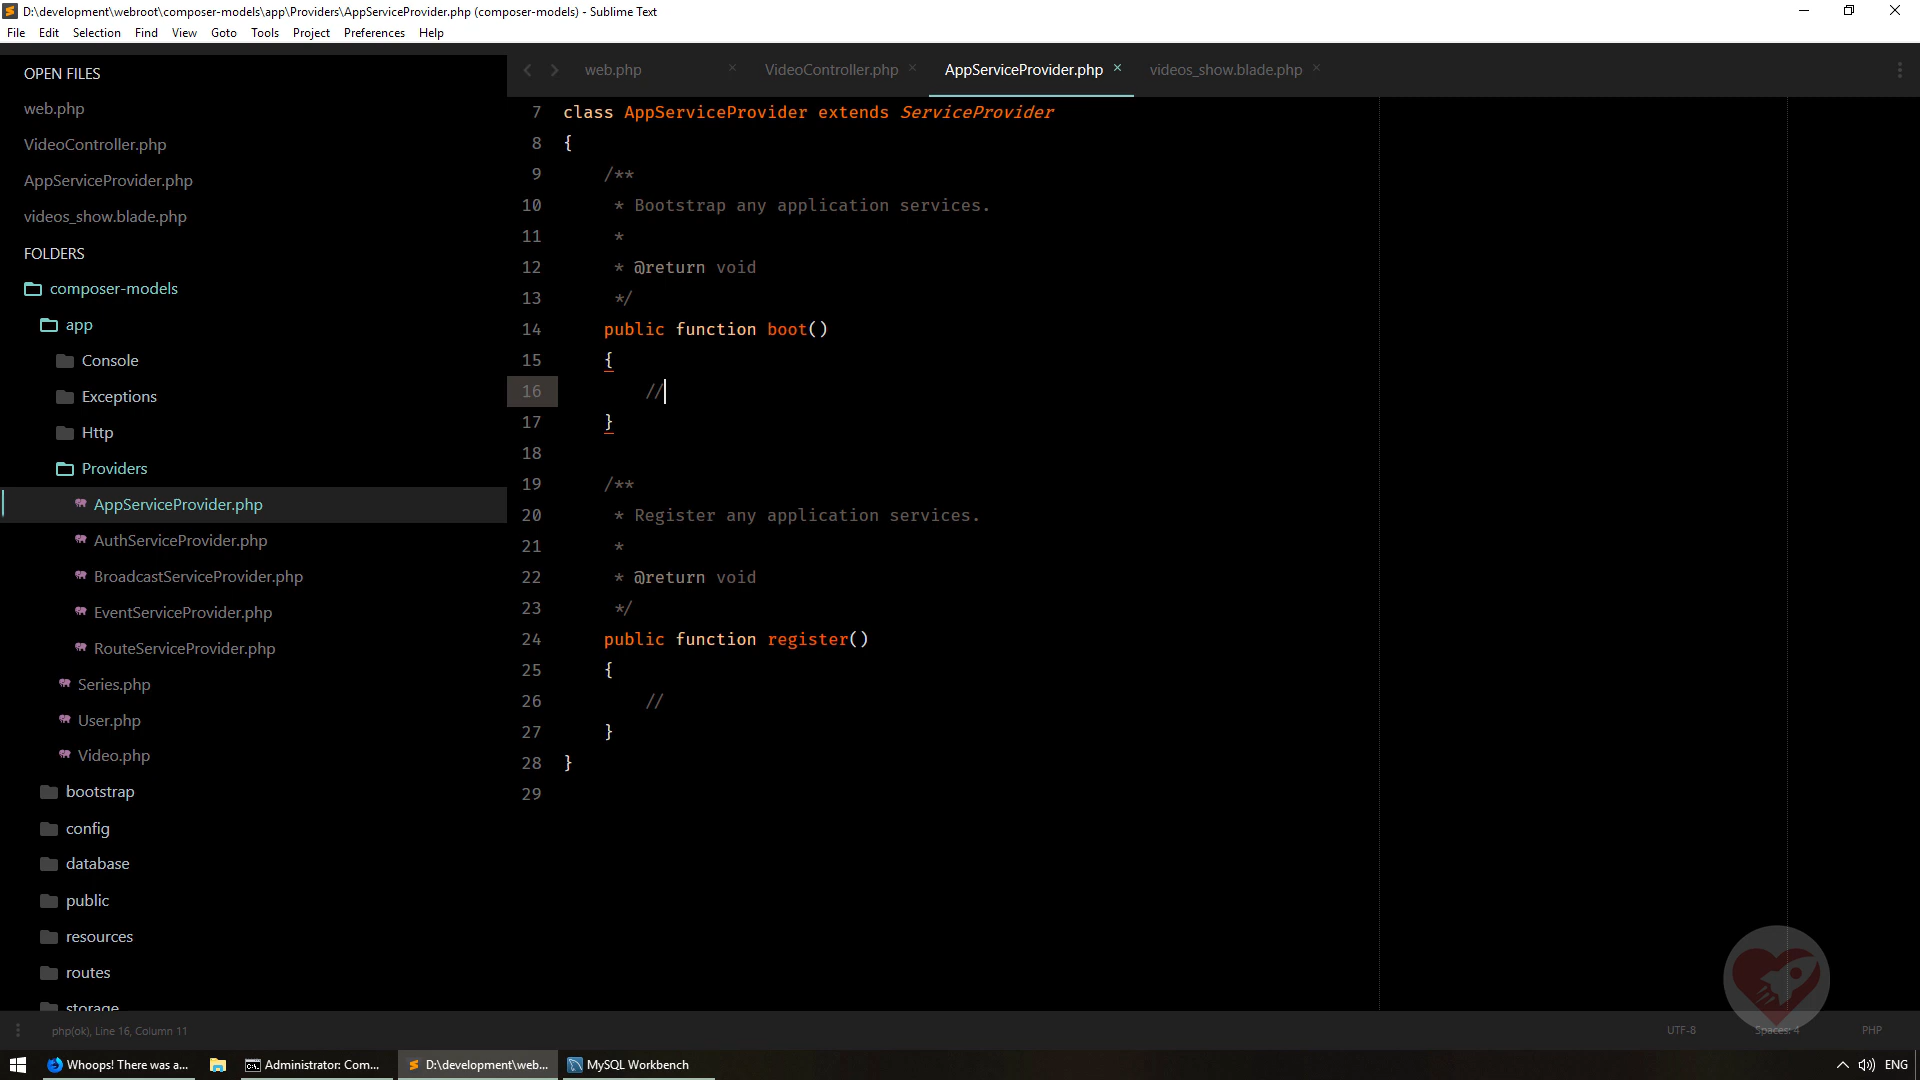 D:\development\webroot\composer-models\app\Providers\AppServiceProvider.php (composer-models) - Sublime Text
File Edit Selection Find View Goto Tools Project Preferences Help
OPEN FILES
web.php
VideoController.php
AppServiceProvider.php
videos_show.blade.php
FOLDERS
composer-models
app
Console
Exceptions
Http
Providers
AppServiceProvider.php
AuthServiceProvider.php
BroadcastServiceProvider.php
EventServiceProvider.php
RouteServiceProvider.php
Series.php
User.php
Video.php
bootstrap
config
database
public
resources
routes
storage
web.php VideoController.php AppServiceProvider.php videos_show.blade.php
7 class AppServiceProvider extends ServiceProvider
8 {
9 /**
10 * Bootstrap any application services.
11 *
12 * @return void
13 */
14 public function boot()
15 {
16 //
17 }
18
19 /**
20 * Register any application services.
21 *
22 * @return void
23 */
24 public function register()
25 {
26 //
27 }
28 }
29
php(ok), Line 16, Column 11 UTF-8 Spaces: 4 PHP
Whoops! There was a... Administrator: Com... D:\development\web... MySQL Workbench ENG